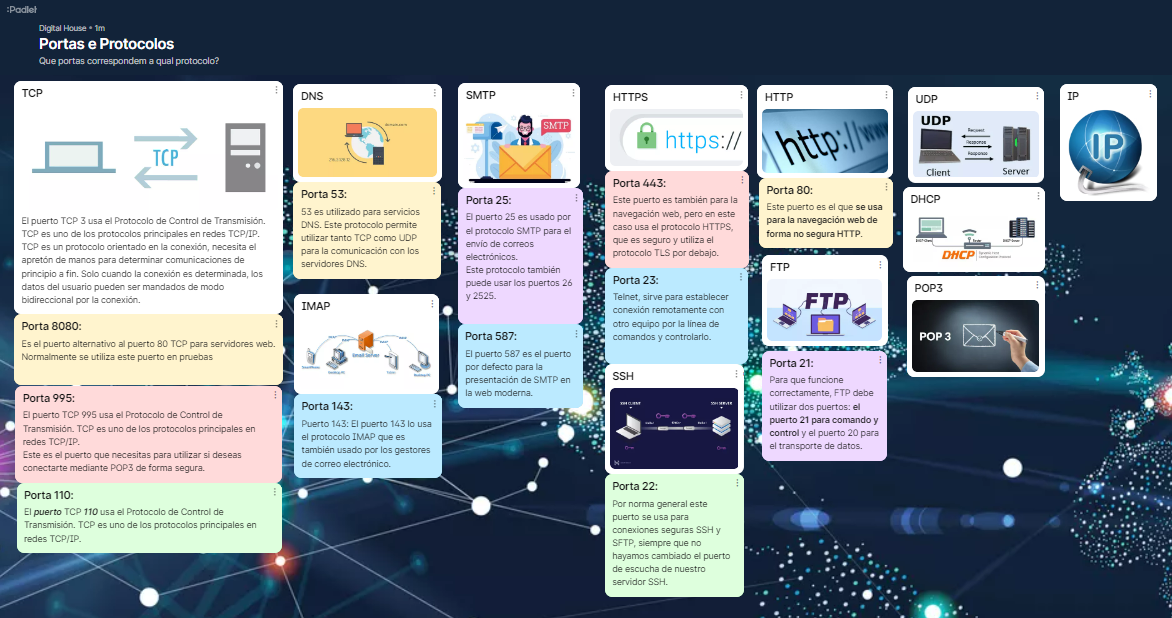 :Padlet
Digital House • 1m
Portas e Protocolos
Que portas correspondem a qual protocolo?
TCP
TCP
El puerto TCP 3 usa el Protocolo de Control de Transmisión.
TCP es uno de los protocolos principales en redes TCP/IP.
TCP es un protocolo orientado en la conexión, necesita el
apretón de manos para determinar comunicaciones de
principio a fin. Solo cuando la conexión es determinada, los
datos del usuario pueden ser mandados de modo
bidireccional por la conexión.
Porta 8080:
Es el puerto alternativo al puerto 80 TCP para servidores web.
Normalmente se utiliza este puerto en pruebas
Porta 995:
El puerto TCP 995 usa el Protocolo de Control de
Transmisión. TCP es uno de los protocolos principales en
redes TCP/IP.
Este es el puerto que necesitas para utilizar si deseas
conectarte mediante POP3 de forma segura.
Porta 110:
El puerto TCP 110 usa el Protocolo de Control de
Transmisión. TCP es uno de los protocolos principales en
redes TCP/IP.
DNS
Porta 53:
53 es utilizado para servicios
DNS. Este protocolo permite
utilizar tanto TCP como UDP
para la comunicación con los
servidores DNS.
IMAP
Email Server
Porta 143:
Puerto 143: El puerto 143 lo usa
el protocolo IMAP que es
también usado por los gestores
de correo electrónico.
SMTP
SMTP
Porta 25:
El puerto 25 es usado por
el protocolo SMTP para el
envío de correos
electrónicos.
Este protocolo también
puede usar los puertos 26
y 2525.
Porta 587:
El puerto 587 es el puerto
por defecto para la
presentación de SMTP en
la web moderna.
HTTPS
https://
Porta 443:
Este puerto es también para la
navegación web, pero en este
caso usa el protocolo HTTPS,
que es seguro y utiliza el
protocolo TLS por debajo.
Porta 23:
Telnet, sirve para establecer
conexión remotamente con
otro equipo por la línea de
comandos y controlarlo.
SSH
SSH CLIENT
SSH SERVER
Porta 22:
Por norma general este
puerto se usa para
conexiones seguras SSH y
SFTP, siempre que no
hayamos cambiado el puerto
de escucha de nuestro
servidor SSH.
HTTP
http://www
Porta 80:
Este puerto es el que se usa
para la navegación web de
forma no segura HTTP.
FTP
FTP
Porta 21:
Para que funcione
correctamente, FTP debe
utilizar dos puertos: el
puerto 21 para comando y
control y el puerto 20 para
el transporte de datos.
UDP
UDP
Request
Response
Response
Client
Server
DHCP
DHCP
POP3
POP 3
IP
IP